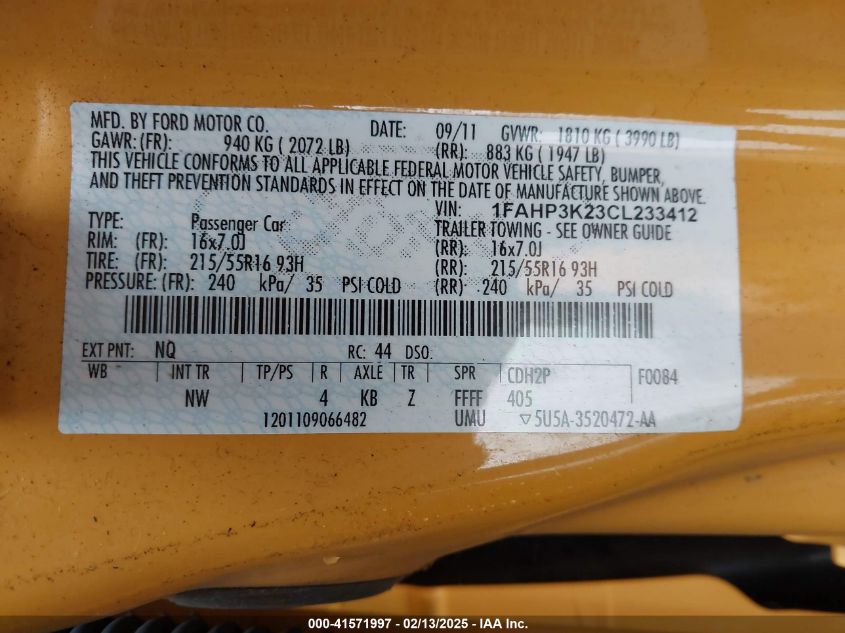 MFD. BY FORD MOTOR CO. DATE: 09/11 GVWR: 1810 KG ( 3990 LB)
GAWR:(FR): 940 KG ( 2072 LB) (RR): 883 KG ( 1947 LB)
THIS VEHICLE CONFORMS TO ALL APPLICABLE FEDERAL MOTOR VEHICLE SAFETY, BUMPER,
AND THEFT PREVENTION STANDARDS IN EFFECT ON THE DATE OF MANUFACTURE SHOWN ABOVE.
VIN: 1FAHP3K23CL233412
TYPE: Passenger Car TRAILER TOWING - SEE OWNER GUIDE
RIM: (FR): 16x7.0J (RR): 16x7.0J
TIRE: (FR): 215/55R16 93H (RR): 215/55R16 93H
PRESSURE: (FR): 240 kPa/ 35 PSI COLD (RR) 240 kPa/ 35 PSI COLD
EXT PNT: NQ RC: 44 DSO:
WB INT TR TP/PS R AXLE TR SPR CDH2P F0084
NW 4 KB Z FFFF 405
1201109066482 UMU ▽5U5A-3520472-AA
000-41571997 - 02/13/2025 - IAA Inc.